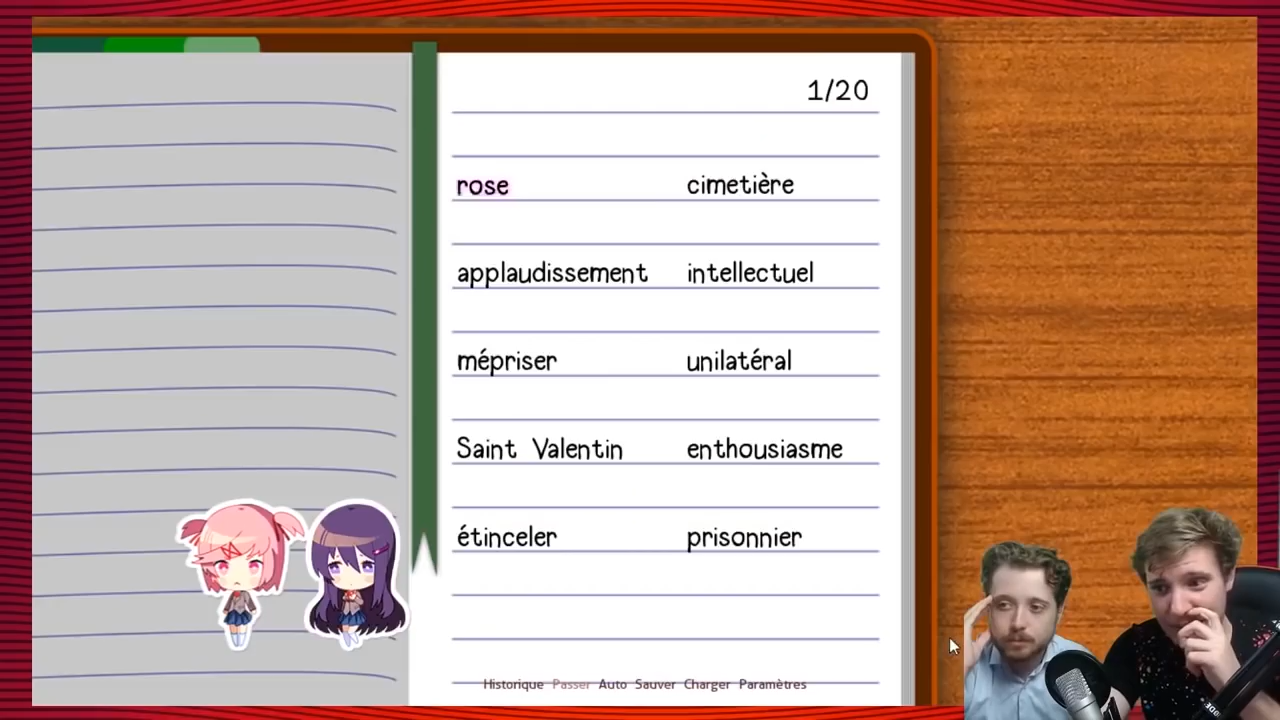 1/20
rose cimetière
applaudissement intellectuel
mépriser unilatéral
Saint Valentin enthousiasme
étinceler prisonnier
Historique Passer Auto Sauver Charger Paramètres